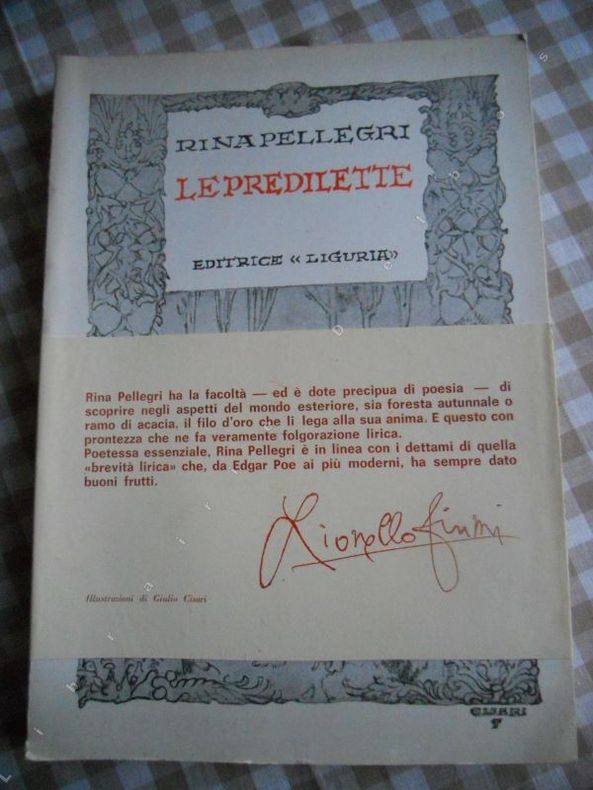 RINA PELLEGRI
LE PREDILETTE
EDITRICE « LIGURIA»
Rina Pellegri ha la facoltà — ed è dote precipua di poesia — di
scoprire negli aspetti del mondo esteriore, sia foresta autunnale o
ramo di acacia, il filo d'oro che li lega alla sua anima. E questo con
prontezza che ne fa veramente folgorazione lirica.
Poetessa essenziale, Rina Pellegri è in linea con i dettami di quella
«brevità lirica» che, da Edgar Poe ai più moderni, ha sempre dato
buoni frutti.
Lionello Fiumi
Illustrazioni di Giulio Cisari
CISARI